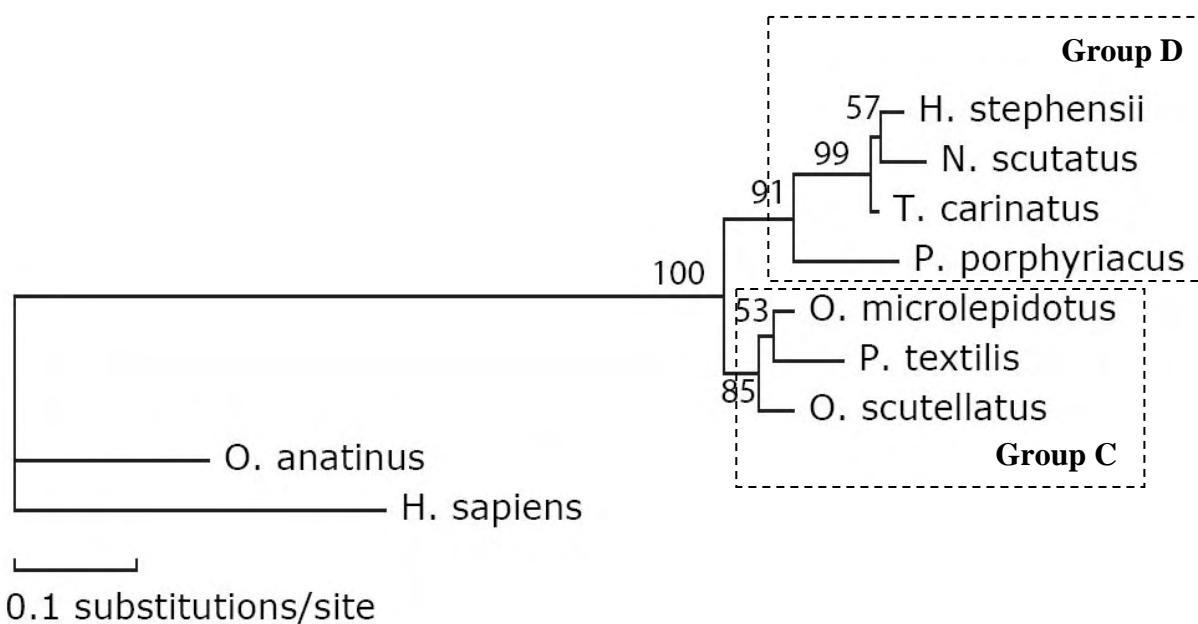 Group D
57
H. stephensii
99
N. scutatus
91
T. carinatus
P. porphyriacus
100
53
O. microlepidotus
P. textilis
85
O. scutellatus
Group C
O. anatinus
H. sapiens
0.1 substitutions/site